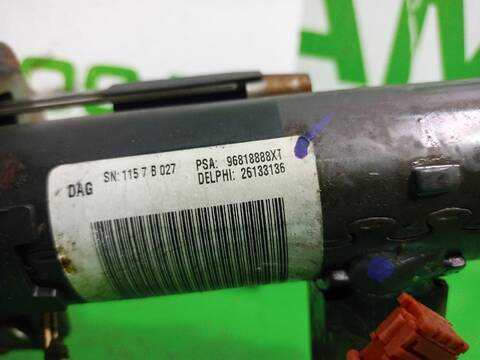 DAG SN: 115 7 B 027 PSA: 96818888XT
DELPHI: 26133136